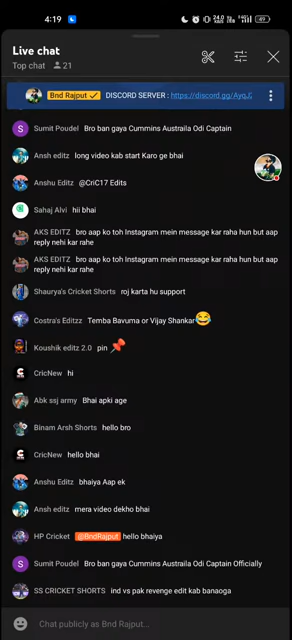 4:19
24.0
49
Live chat
Top chat 21
Bnd Rajput DISCORD SERVER : https://discord.gg/AyqJ
Sumit Poudel Bro ban gaya Cummins Austraila Odi Captain
Ansh editz long video kab start Karo ge bhai
Anshu Editz @CriC17 Edits
Sahaj Alvi hii bhai
AKS EDITZ bro aap ko toh Instagram mein message kar raha hun but aap
reply nehi kar rahe
AKS EDITZ bro aap ko toh Instagram mein message kar raha hun but aap
reply nehi kar rahe
Shaurya's Cricket Shorts roj karta hu support
Costra's Editzz Temba Bavuma or Vijay Shankar😂
Koushik editz 2.0 pin 📌
CricNew hi
Abk ssj army Bhai apki age
Binam Arsh Shorts hello bro
CricNew hello bhai
Anshu Editz bhaiya Aap ek
Ansh editz mera video dekho bhai
HP Cricket @BndRajput hello bhaiya
Sumit Poudel Bro ban gaya Cummins Austraila Odi Captain Officially
SS CRICKET SHORTS ind vs pak revenge edit kab banaoga
Chat publicly as Bnd Rajput...